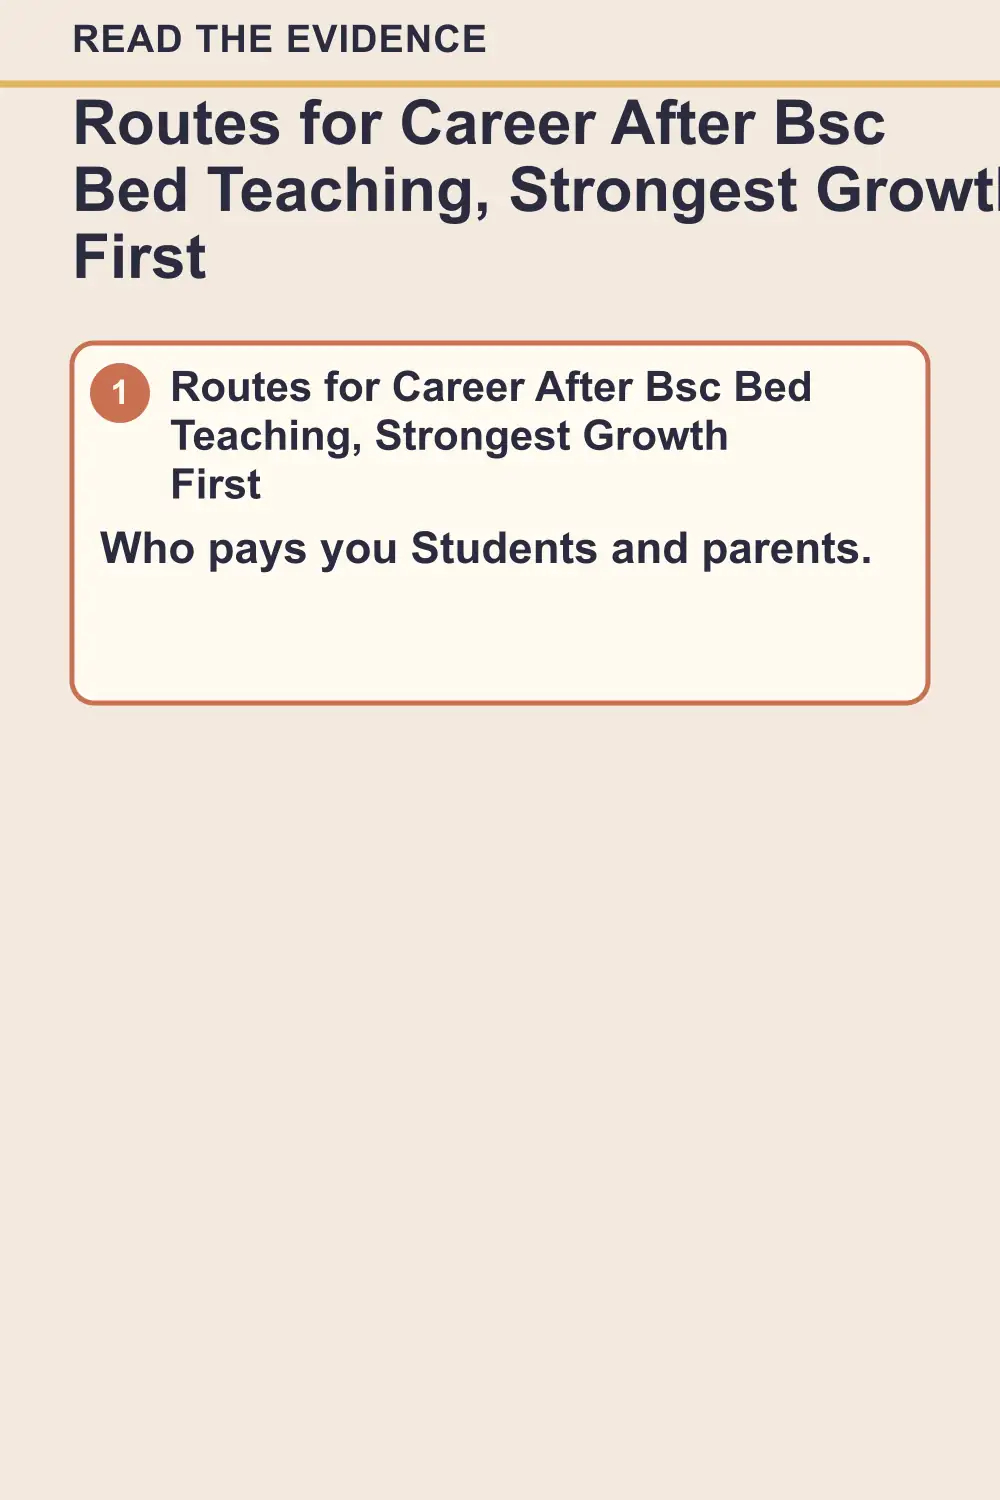 READ THE EVIDENCE
Routes for Career After Bsc
Bed Teaching, Strongest Growth
First
1
Routes for Career After Bsc Bed
Teaching, Strongest Growth
First
Who pays you Students and parents.